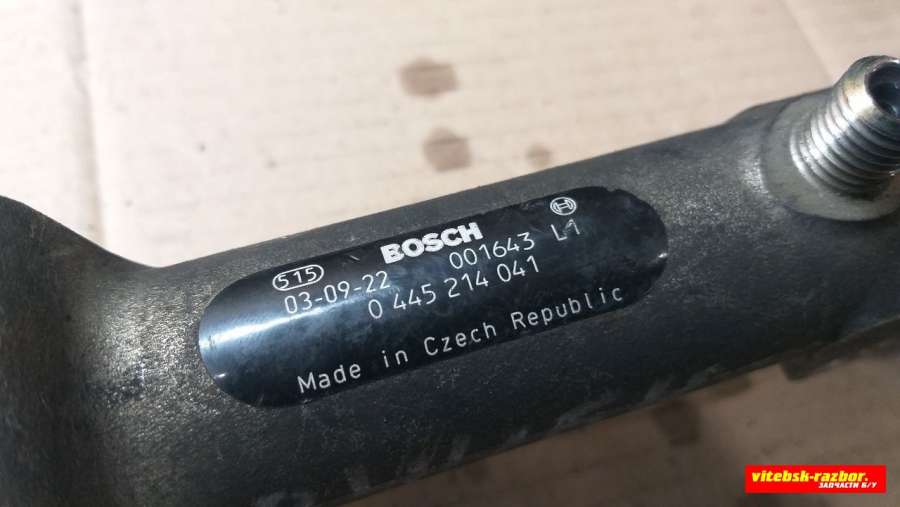 BOSCH
515
001643 L1
03-09-22
0 445 214 041
Made in Czech Republic
vitebsk-razbor.
ЗАПЧАСТИ Б/У